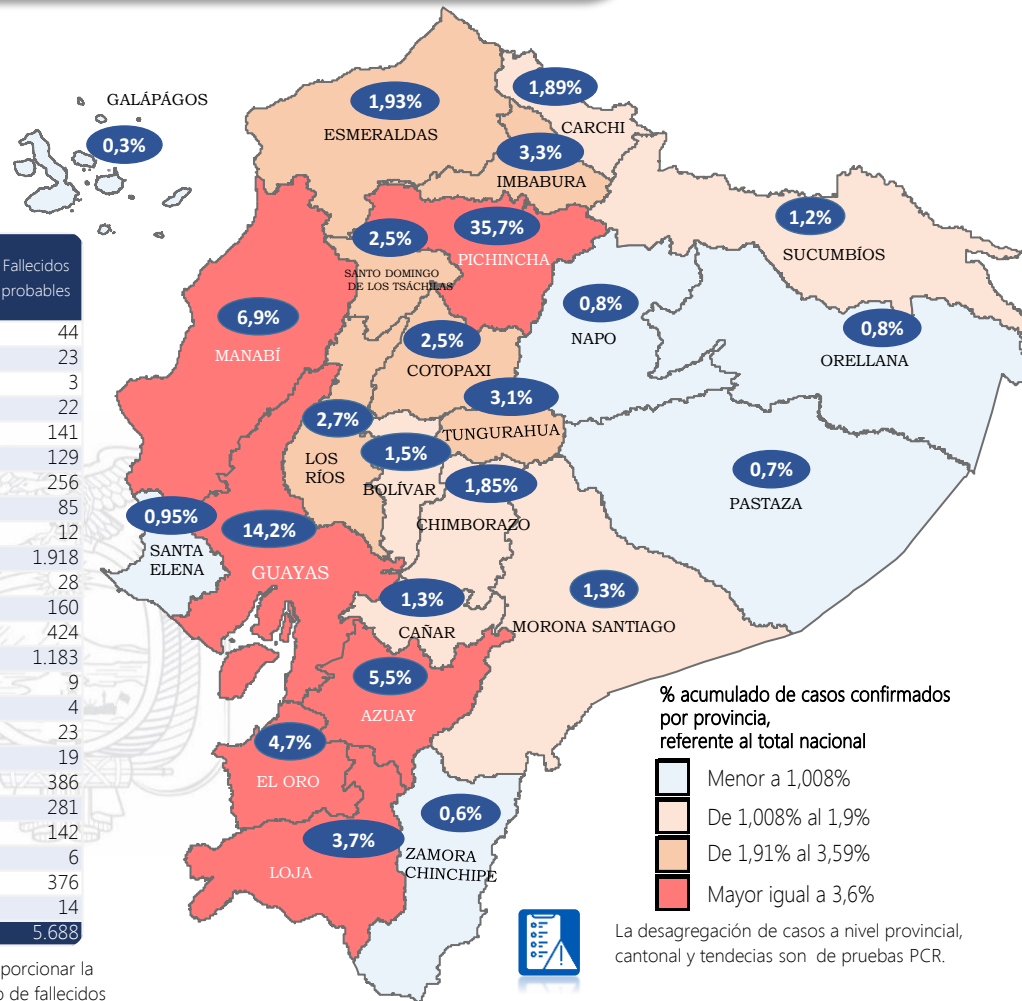 GALÁPÁGOS
0,3%
1,93%
ESMERALDAS
1,89%
CARCHI
3,3%
IMBABURA
1,2%
SUCUMBÍOS
2,5%
SANTO DOMINGO
DE LOS TSÁCHILAS
35,7%
PICHINCHA
0,8%
NAPO
0,8%
ORELLANA
6,9%
MANABÍ
2,5%
COTOPAXI
3,1%
TUNGURAHUA
2,7%
LOS
RÍOS
1,5%
BOLÍVAR
1,85%
CHIMBORAZO
0,7%
PASTAZA
0,95%
SANTA
ELENA
14,2%
GUAYAS
1,3%
CAÑAR
1,3%
MORONA SANTIAGO
5,5%
AZUAY
4,7%
EL ORO
3,7%
LOJA
0,6%
ZAMORA
CHINCHIPE
Fallecidos
probables
44
23
3
22
141
129
256
85
12
1.918
28
160
424
1.183
9
4
23
19
386
281
142
6
376
14
5.688
porcionar la
o de fallecidos
% acumulado de casos confirmados
por provincia,
referente al total nacional
Menor a 1,008%
De 1,008% al 1,9%
De 1,91% al 3,59%
Mayor igual a 3,6%
La desagregación de casos a nivel provincial,
cantonal y tendecias son de pruebas PCR.